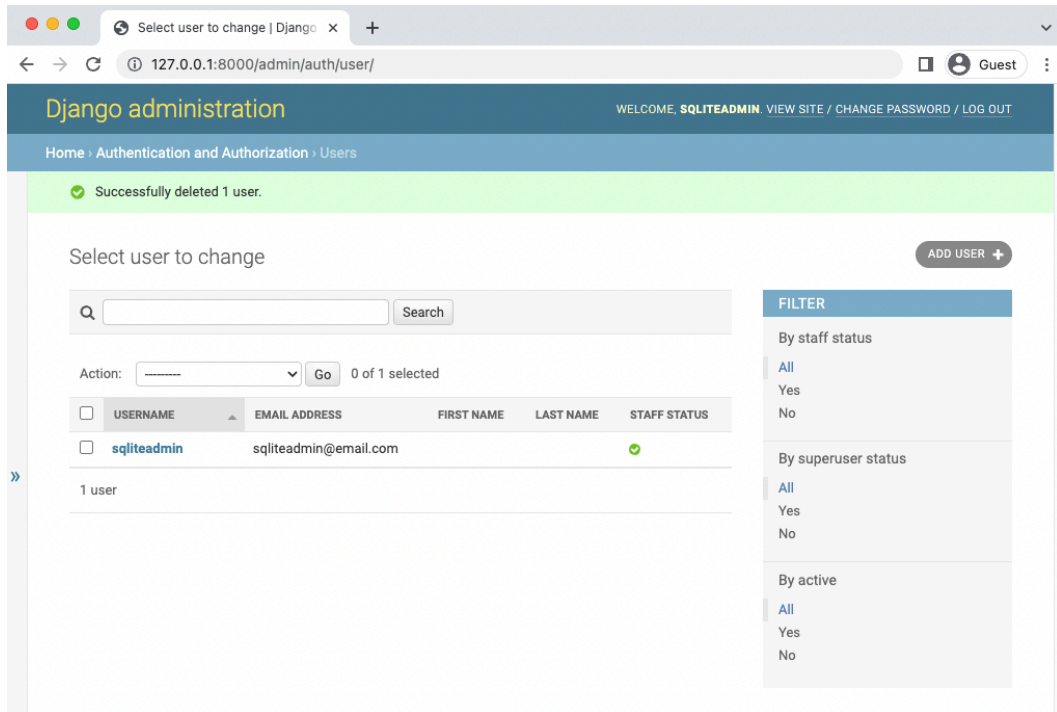 Select user to change | Django
127.0.0.1:8000/admin/auth/user/
Guest
Django administration
WELCOME, SQLITEADMIN. VIEW SITE / CHANGE PASSWORD / LOG OUT
Home › Authentication and Authorization › Users
Successfully deleted 1 user.
Select user to change
ADD USER +
Search
Action: --------- Go 0 of 1 selected
USERNAME EMAIL ADDRESS FIRST NAME LAST NAME STAFF STATUS
sqliteadmin sqliteadmin@email.com
1 user
FILTER
By staff status
All
Yes
No
By superuser status
All
Yes
No
By active
All
Yes
No